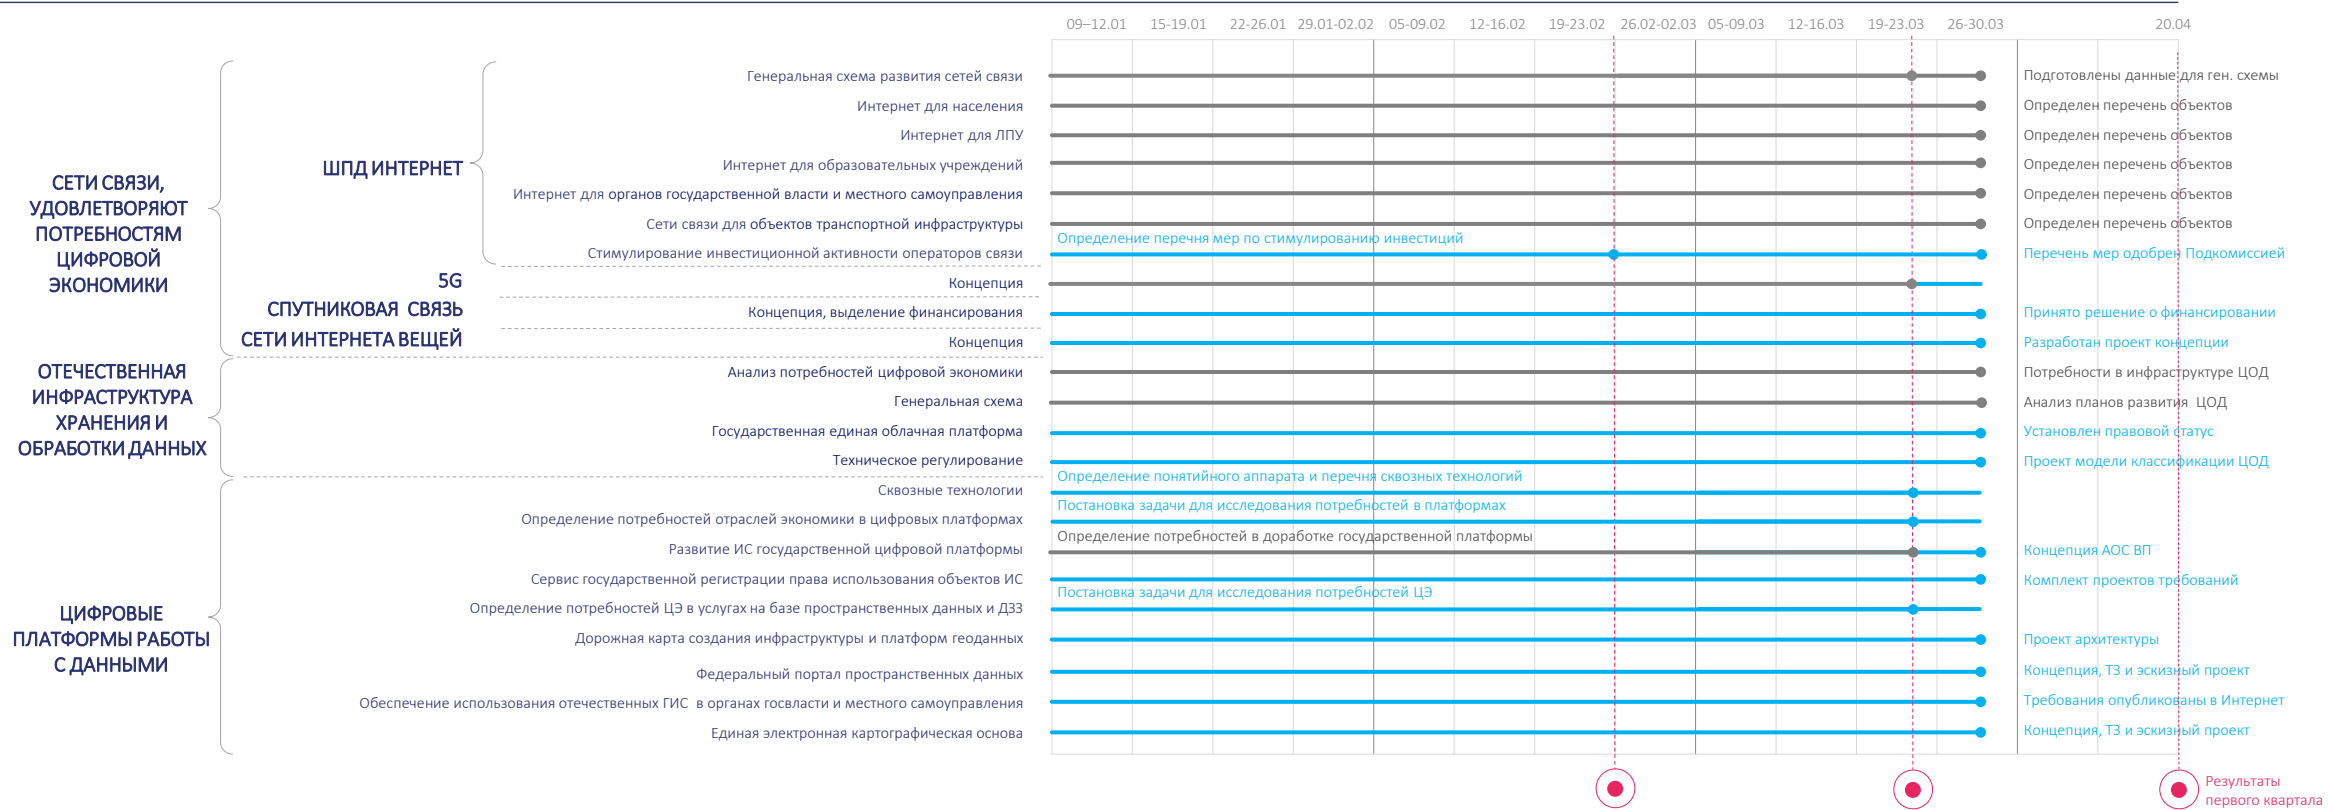 09–12.01 15-19.01 22-26.01 29.01-02.02 05-09.02 12-16.02 19-23.02 26.02-02.03 05-09.03 12-16.03 19-23.03 26-30.03 20.04
СЕТИ СВЯЗИ,
УДОВЛЕТВОРЯЮТ
ПОТРЕБНОСТЯМ
ЦИФРОВОЙ
ЭКОНОМИКИ
ШПД ИНТЕРНЕТ
Генеральная схема развития сетей связи
Подготовлены данные для ген. схемы
Интернет для населения
Определен перечень объектов
Интернет для ЛПУ
Определен перечень объектов
Интернет для образовательных учреждений
Определен перечень объектов
Интернет для органов государственной власти и местного самоуправления
Определен перечень объектов
Сети связи для объектов транспортной инфраструктуры
Определен перечень объектов
Определение перечня мер по стимулированию инвестиций
Стимулирование инвестиционной активности операторов связи
Перечень мер одобрен Подкомиссией
5G
Концепция
СПУТНИКОВАЯ СВЯЗЬ
Концепция, выделение финансирования
Принято решение о финансировании
СЕТИ ИНТЕРНЕТА ВЕЩЕЙ
Концепция
Разработан проект концепции
ОТЕЧЕСТВЕННАЯ
ИНФРАСТРУКТУРА
ХРАНЕНИЯ И
ОБРАБОТКИ ДАННЫХ
Анализ потребностей цифровой экономики
Потребности в инфраструктуре ЦОД
Генеральная схема
Анализ планов развития ЦОД
Государственная единая облачная платформа
Установлен правовой статус
Техническое регулирование
Проект модели классификации ЦОД
ЦИФРОВЫЕ
ПЛАТФОРМЫ РАБОТЫ
С ДАННЫМИ
Определение понятийного аппарата и перечня сквозных технологий
Сквозные технологии
Постановка задачи для исследования потребностей в платформах
Определение потребностей отраслей экономики в цифровых платформах
Определение потребностей в доработке государственной платформы
Развитие ИС государственной цифровой платформы
Концепция АОС ВП
Сервис государственной регистрации права использования объектов ИС
Комплект проектов требований
Постановка задачи для исследования потребностей ЦЭ
Определение потребностей ЦЭ в услугах на базе пространственных данных и ДЗЗ
Дорожная карта создания инфраструктуры и платформ геоданных
Проект архитектуры
Федеральный портал пространственных данных
Концепция, ТЗ и эскизный проект
Обеспечение использования отечественных ГИС в органах госвласти и местного самоуправления
Требования опубликованы в Интернет
Единая электронная картографическая основа
Концепция, ТЗ и эскизный проект
Результаты
первого квартала